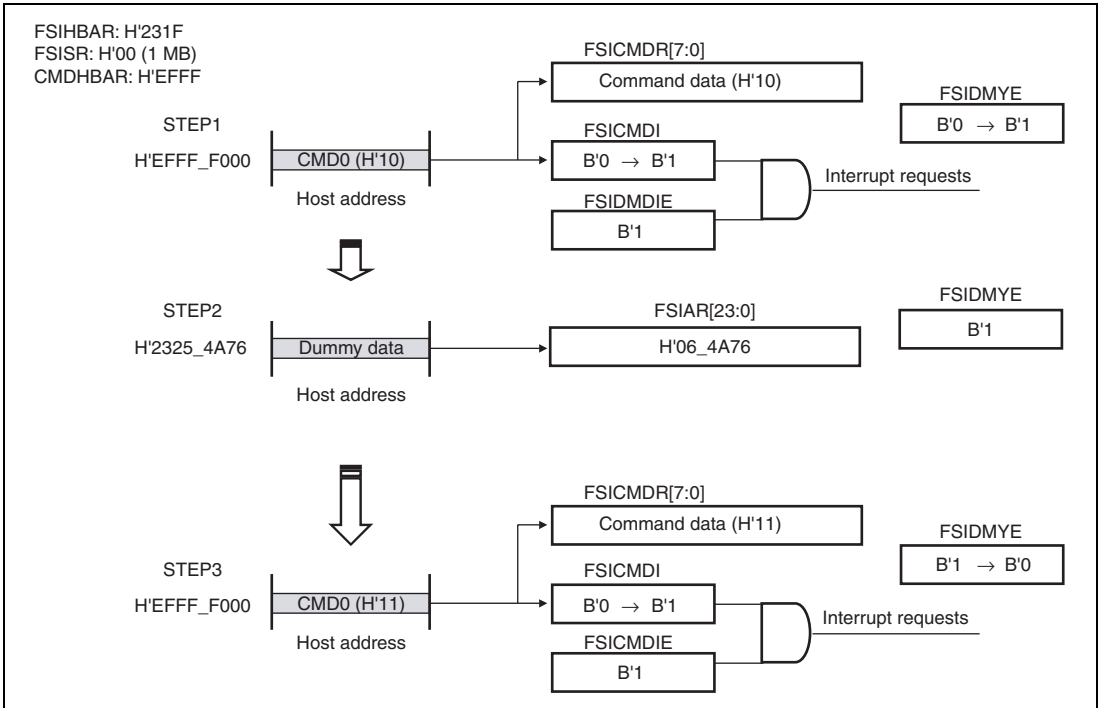 FSIHBAR: H'231F
FSISR: H'00 (1 MB)
CMDHBAR: H'EFFF
FSICMDR[7:0]
Command data (H'10)
FSIDMYE
B'0 → B'1
STEP1
H'EFFF_F000
CMD0 (H'10)
Host address
FSICMDI
B'0 → B'1
Interrupt requests
FSIDMDIE
B'1
STEP2
H'2325_4A76
Dummy data
Host address
FSIAR[23:0]
H'06_4A76
FSIDMYE
B'1
FSICMDR[7:0]
Command data (H'11)
FSIDMYE
B'1 → B'0
STEP3
H'EFFF_F000
CMD0 (H'11)
Host address
FSICMDI
B'0 → B'1
Interrupt requests
FSICMDIE
B'1